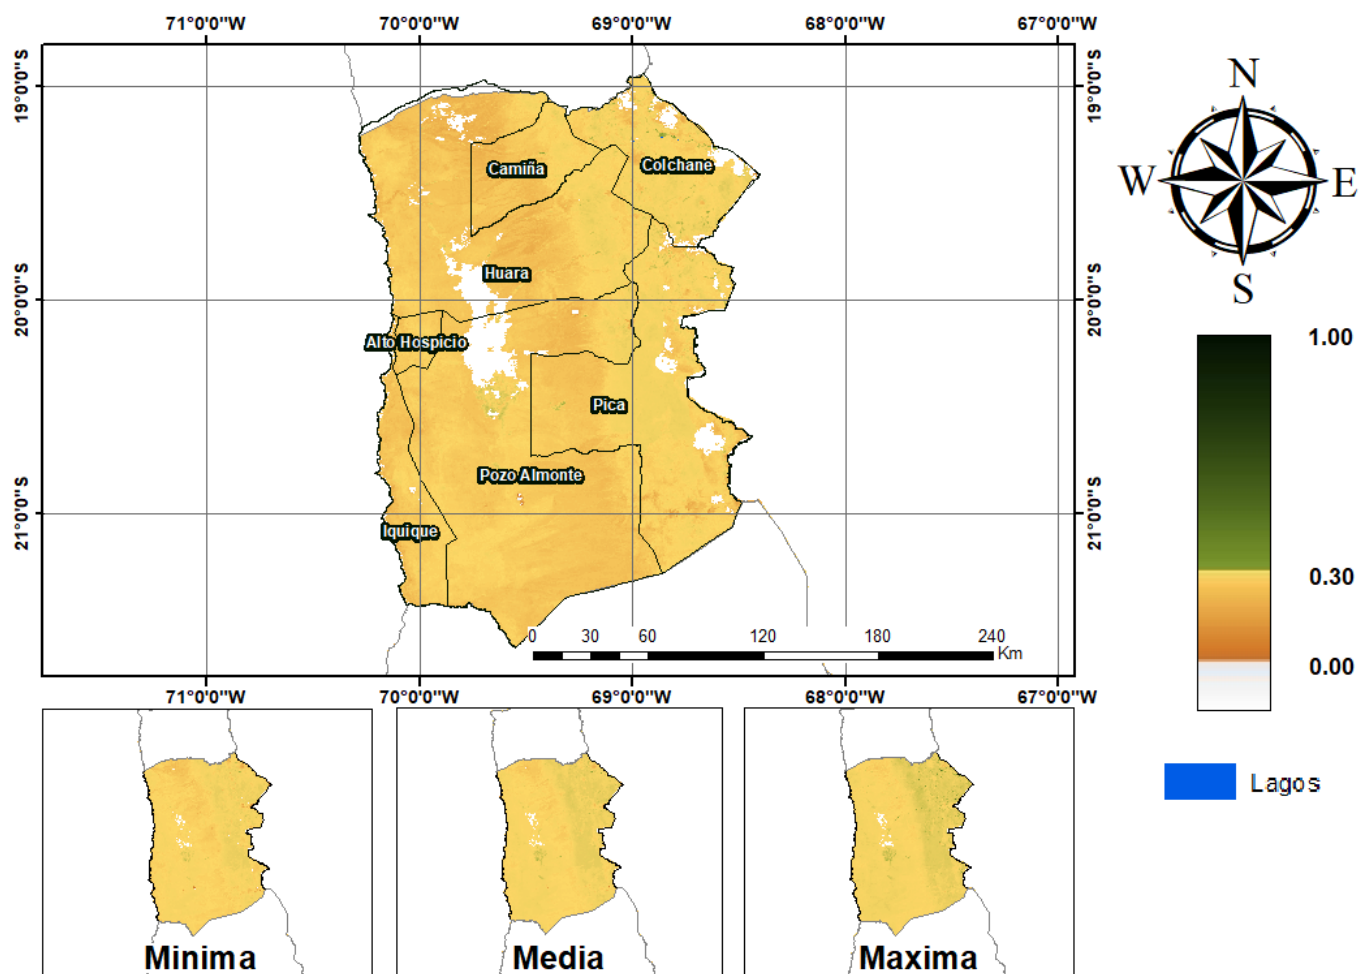 71°0'0"W 70°0'0"W 69°0'0"W 68°0'0"W 67°0'0"W
19°0'0"S
19°0'0"S
20°0'0"S
20°0'0"S
21°0'0"S
21°0'0"S
Camiña
Colchane
Huara
Alto Hospicio
Pica
Pozo Almonte
Iquique
0 30 60 120 180 240
Km
71°0'0"W 70°0'0"W 69°0'0"W 68°0'0"W 67°0'0"W
N
W E
S
1.00
0.30
0.00
Lagos
Minima
Media
Maxima